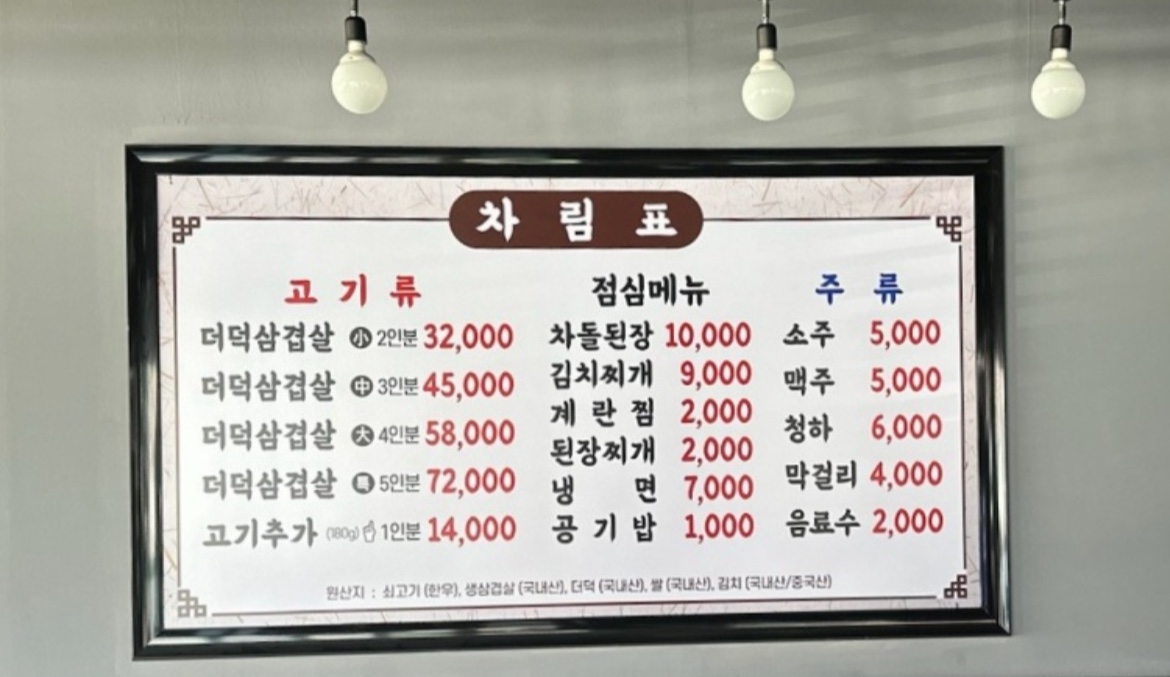 차림표
고기류
더덕삼겹살 小 2인분 32,000
더덕삼겹살 中 3인분 45,000
더덕삼겹살 大 4인분 58,000
더덕삼겹살 특 5인분 72,000
고기추가 (180g) 1인분 14,000
점심메뉴
차돌된장 10,000
김치찌개 9,000
계란찜 2,000
된장찌개 2,000
냉면 7,000
공기밥 1,000
주류
소주 5,000
맥주 5,000
청하 6,000
막걸리 4,000
음료수 2,000
원산지 : 쇠고기 (한우), 생삼겹살 (국내산), 더덕 (국내산), 쌀 (국내산), 김치 (국내산/중국산)